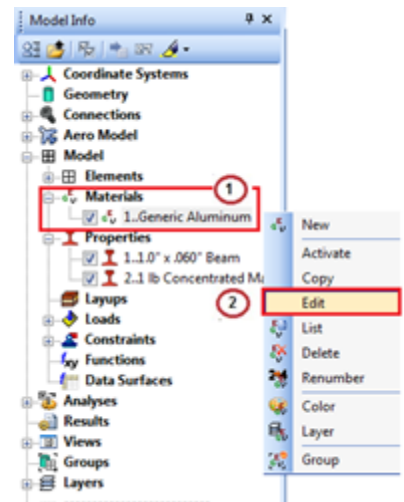 Model Info
Coordinate Systems
Geometry
Connections
Aero Model
Model
Elements
Materials
1
1..Generic Aluminum
Properties
1..1.0" x .060" Beam
2..1 lb Concentrated Ma
Layups
Loads
Constraints
Functions
Data Surfaces
Analyses
Results
Views
Groups
Layers
New
Activate
Copy
2
Edit
List
Delete
Renumber
Color
Layer
Group